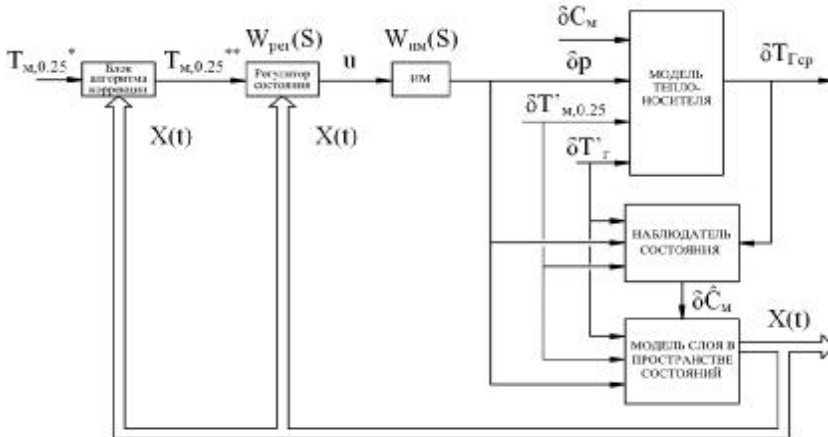 δCм
Wрег(S)
Wим(S)
Tм,0.25*
Блок
алгоритма
коррекции
Tм,0.25**
Регулятор
состояния
u
ИМ
δp
МОДЕЛЬ
ТЕПЛО-
НОСИТЕЛЯ
δTГср
δT'м,0.25
X(t)
X(t)
δT'г
НАБЛЮДАТЕЛЬ
СОСТОЯНИЯ
δĈм
X(t)
МОДЕЛЬ СЛОЯ В
ПРОСТРАНСТВЕ
СОСТОЯНИЙ